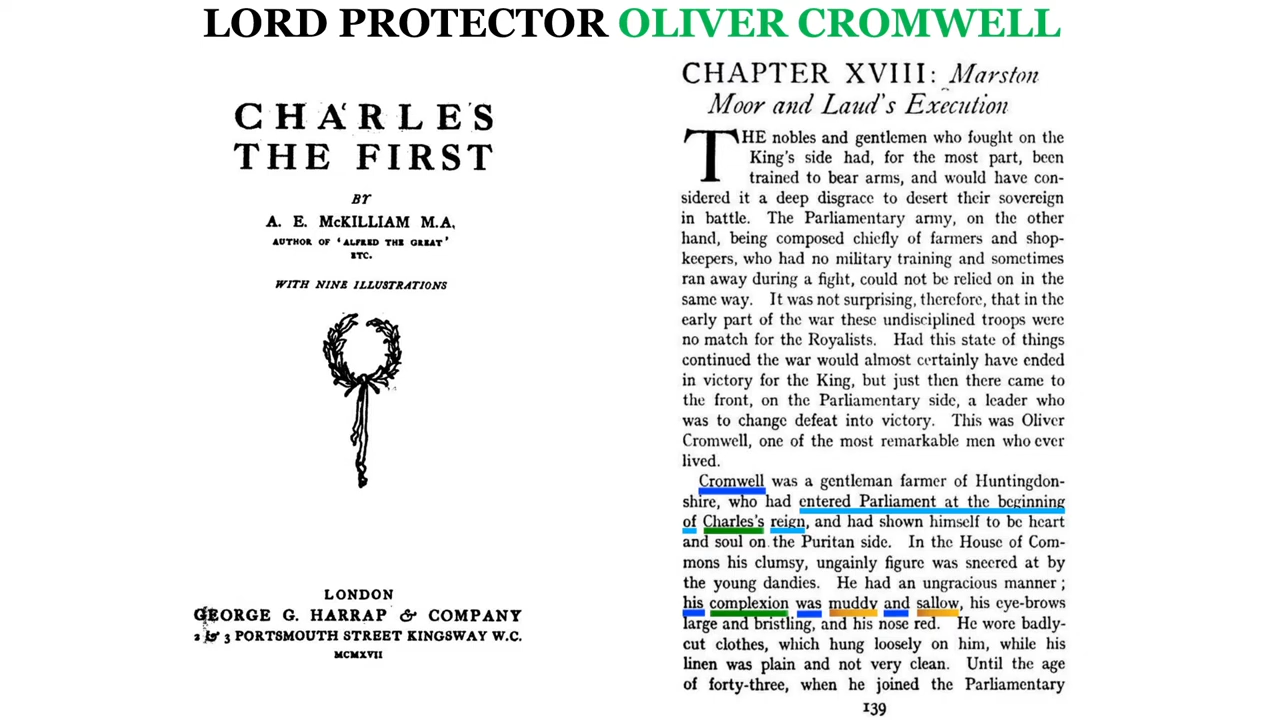 LORD PROTECTOR OLIVER CROMWELL
CHARLES
THE FIRST
BY
A. E. McKILLIAM M.A.
AUTHOR OF 'ALFRED THE GREAT'
ETC.
WITH NINE ILLUSTRATIONS
LONDON
GEORGE G. HARRAP & COMPANY
2 & 3 PORTSMOUTH STREET KINGSWAY W.C.
MCMXVII
CHAPTER XVIII: Marston
Moor and Laud's Execution
THE nobles and gentlemen who fought on the
King's side had, for the most part, been
trained to bear arms, and would have con-
sidered it a deep disgrace to desert their sovereign
in battle. The Parliamentary army, on the other
hand, being composed chiefly of farmers and shop-
keepers, who had no military training and sometimes
ran away during a fight, could not be relied on in the
same way. It was not surprising, therefore, that in the
early part of the war these undisciplined troops were
no match for the Royalists. Had this state of things
continued the war would almost certainly have ended
in victory for the King, but just then there came to
the front, on the Parliamentary side, a leader who
was to change defeat into victory. This was Oliver
Cromwell, one of the most remarkable men who ever
lived.
Cromwell was a gentleman farmer of Huntingdon-
shire, who had entered Parliament at the beginning
of Charles's reign, and had shown himself to be heart
and soul on the Puritan side. In the House of Com-
mons his clumsy, ungainly figure was sneered at by
the young dandies. He had an ungracious manner;
his complexion was muddy and sallow, his eye-brows
large and bristling, and his nose red. He wore badly-
cut clothes, which hung loosely on him, while his
linen was plain and not very clean. Until the age
of forty-three, when he joined the Parliamentary
139